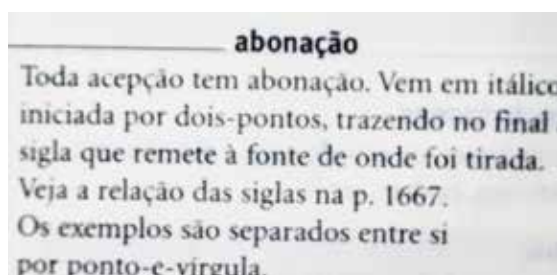 abonação
Toda acepção tem abonação. Vem em itálico
iniciada por dois-pontos, trazendo no final
sigla que remete à fonte de onde foi tirada.
Veja a relação das siglas na p. 1667.
Os exemplos são separados entre si
por ponto-e-vírgula.